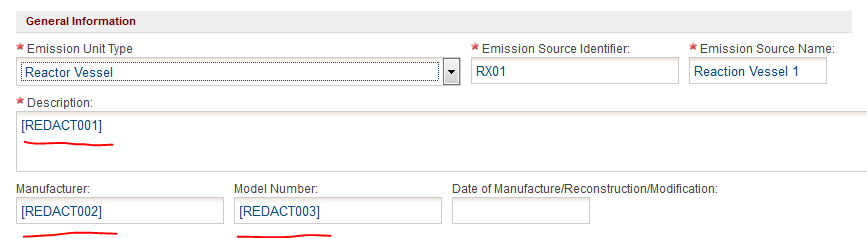 General Information
* Emission Unit Type * Emission Source Identifier: * Emission Source Name:
Reactor Vessel RX01 Reaction Vessel 1
* Description:
[REDACT001]
Manufacturer: Model Number: Date of Manufacture/Reconstruction/Modification:
[REDACT002] [REDACT003]